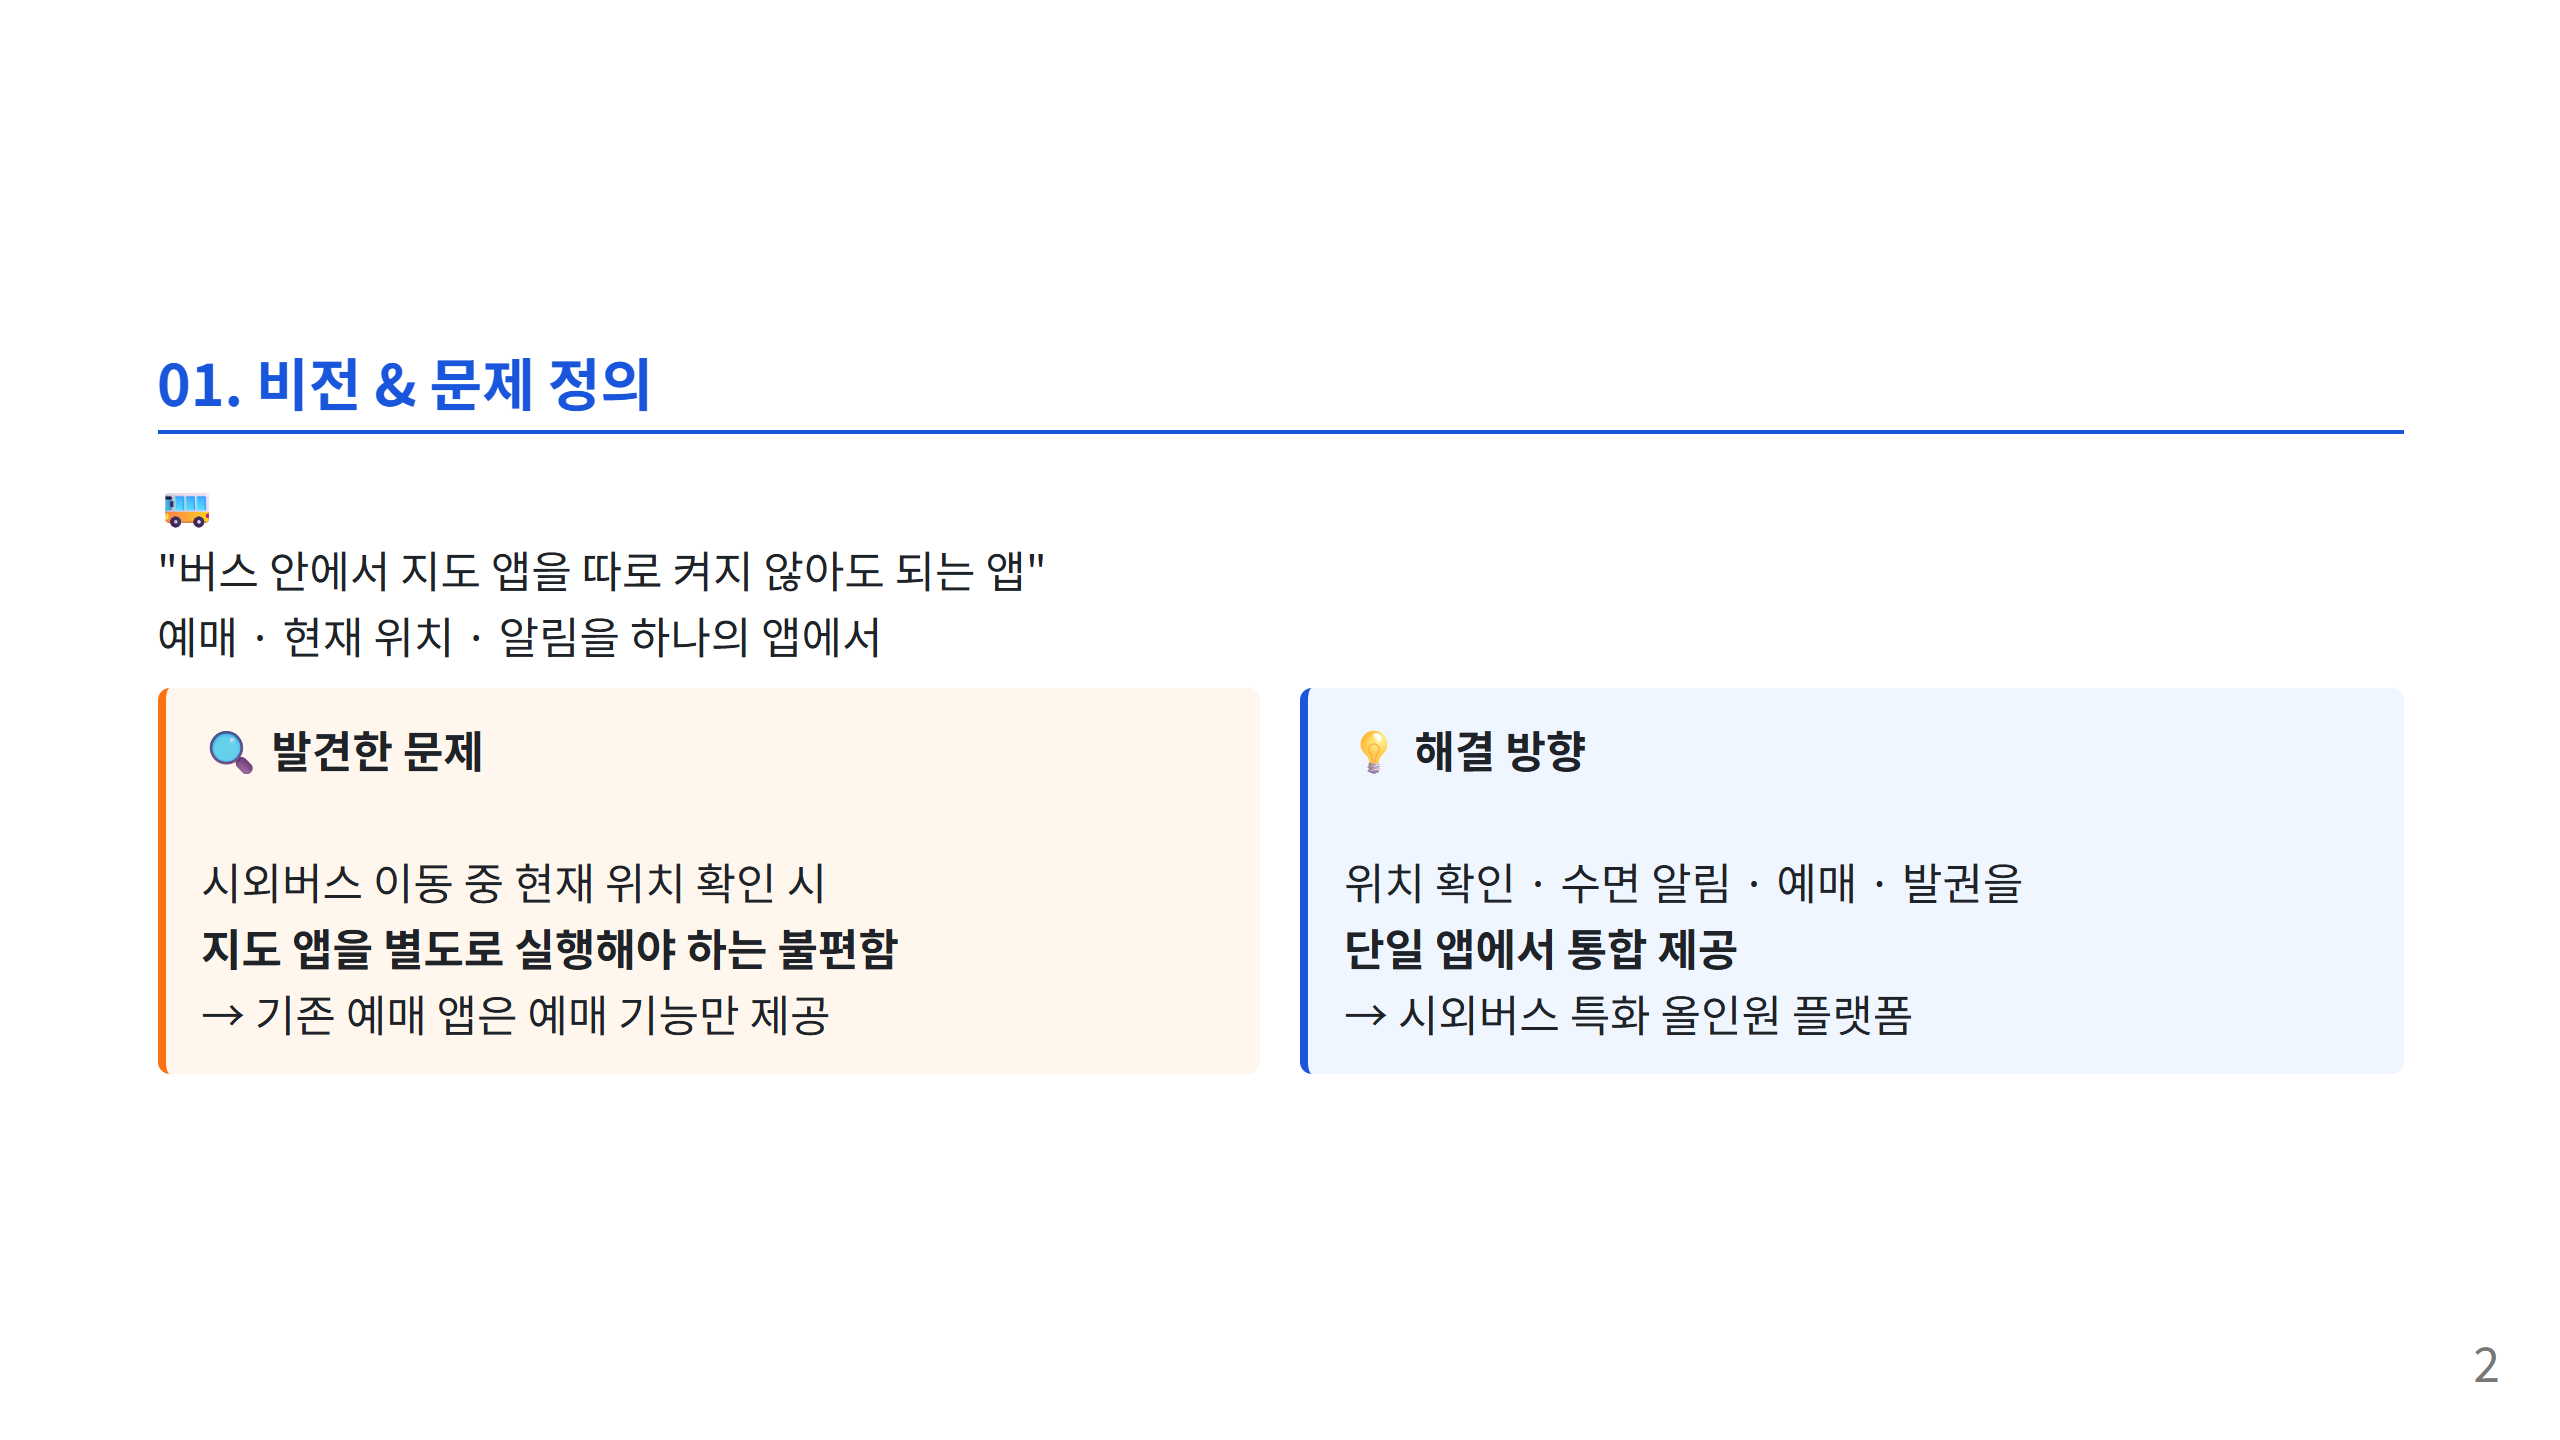 01. 비전 & 문제 정의
"버스 안에서 지도 앱을 따로 켜지 않아도 되는 앱"
예매 · 현재 위치 · 알림을 하나의 앱에서
발견한 문제
시외버스 이동 중 현재 위치 확인 시
지도 앱을 별도로 실행해야 하는 불편함
→ 기존 예매 앱은 예매 기능만 제공
해결 방향
위치 확인 · 수면 알림 · 예매 · 발권을
단일 앱에서 통합 제공
→ 시외버스 특화 올인원 플랫폼
2